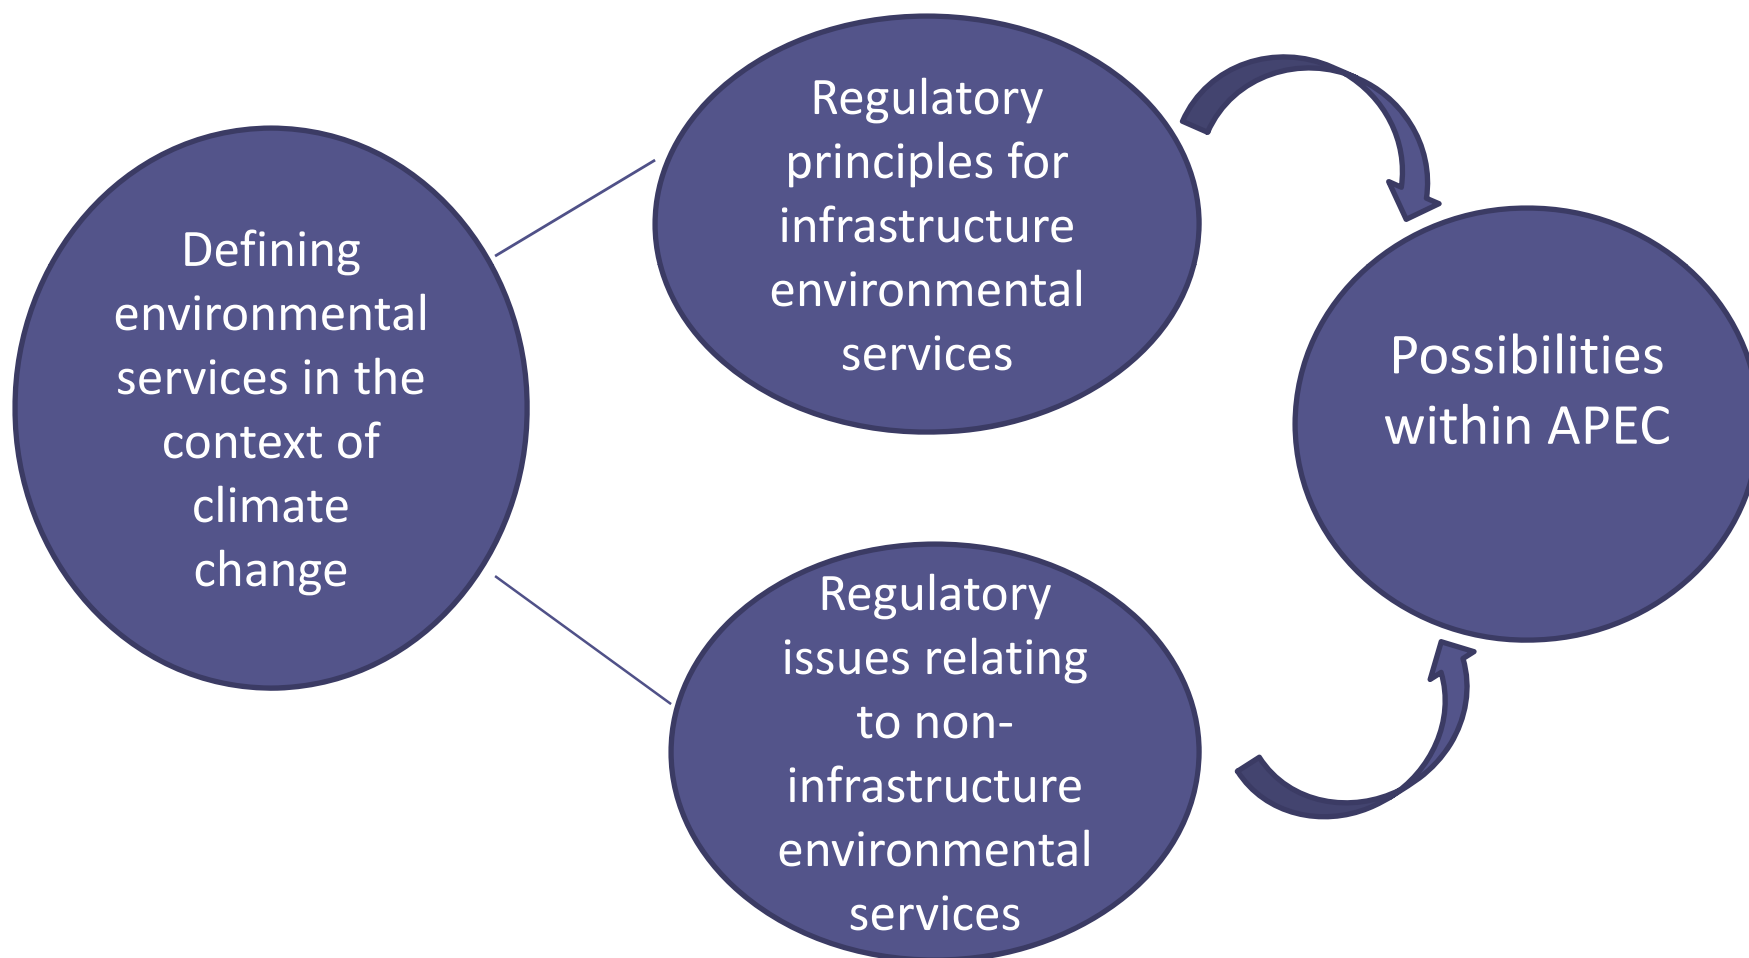 Defining
environmental
services in the
context of
climate
change
Regulatory
principles for
infrastructure
environmental
services
Regulatory
issues relating
to non-
infrastructure
environmental
services
Possibilities
within APEC